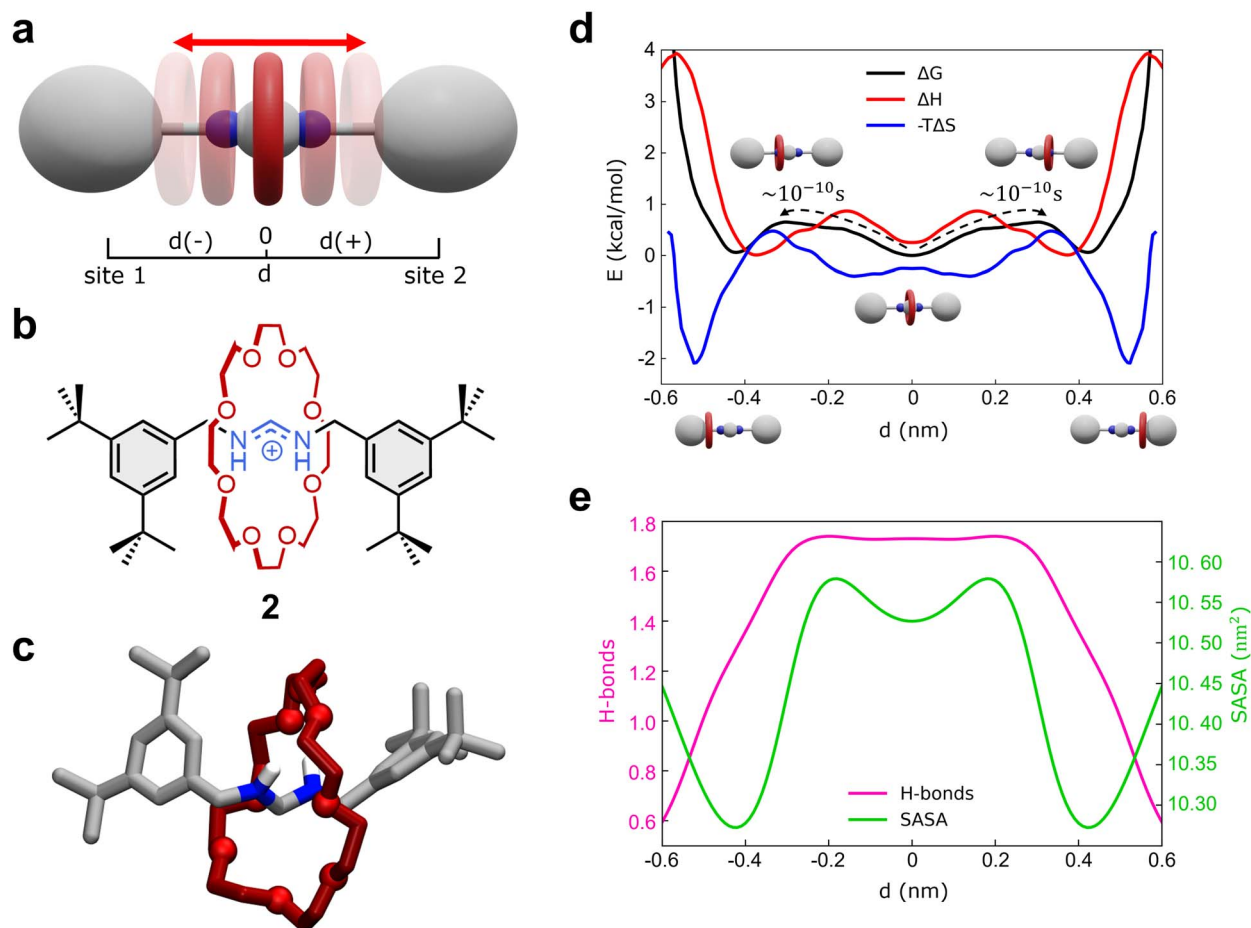 a
d(-)
0
d(+)
site 1
d
site 2
b
O O
O O
N N
H H
⊕
O O
O O
2
c
d
E (kcal/mol)
4
3
2
1
0
-1
-2
ΔG
ΔH
-TΔS
~10⁻¹⁰s
~10⁻¹⁰s
-0.6 -0.4 -0.2 0 0.2 0.4 0.6
d (nm)
e
H-bonds
1.8
1.6
1.4
1.2
1.0
0.8
0.6
H-bonds
SASA
SASA (nm²)
10. 60
10. 55
10. 50
10. 45
10. 40
10. 35
10. 30
-0.6 -0.4 -0.2 0 0.2 0.4 0.6
d (nm)